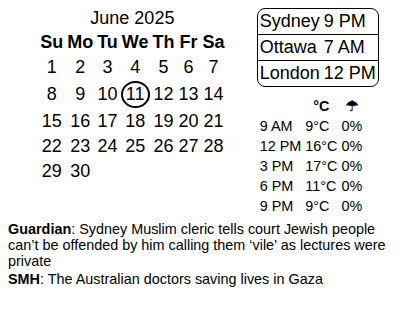 June 2025
Su Mo Tu We Th Fr Sa
1 2 3 4 5 6 7
8 9 10 11 12 13 14
15 16 17 18 19 20 21
22 23 24 25 26 27 28
29 30
Sydney 9 PM
Ottawa 7 AM
London 12 PM
°C ☂
9 AM 9°C 0%
12 PM 16°C 0%
3 PM 17°C 0%
6 PM 11°C 0%
9 PM 9°C 0%
Guardian: Sydney Muslim cleric tells court Jewish people
can’t be offended by him calling them ‘vile’ as lectures were
private
SMH: The Australian doctors saving lives in Gaza